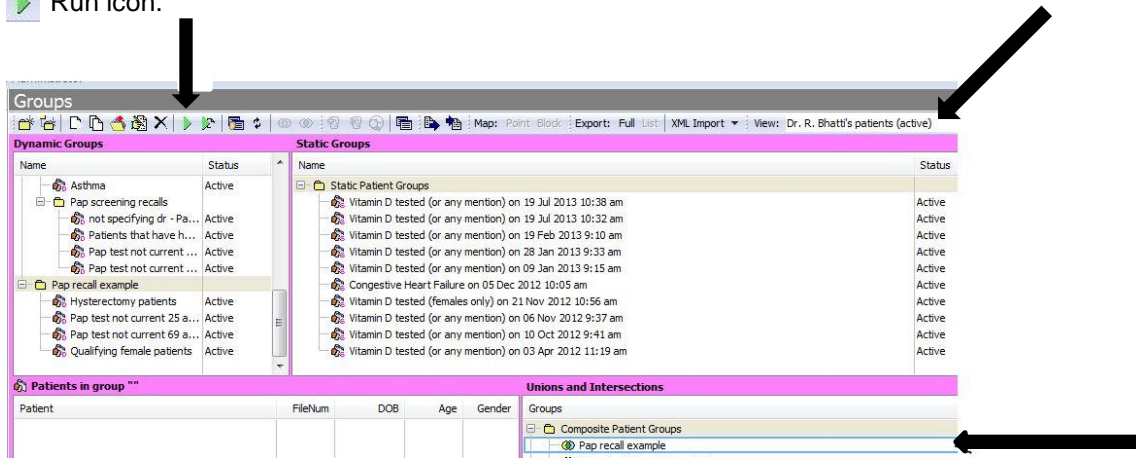 Run icon.
Groups
Map: Point Block Export: Full List XML Import View: Dr. R. Bhatti's patients (active)
Dynamic Groups
Name Status
Asthma Active
Pap screening recalls
not specifying dr - Pa... Active
Patients that have h... Active
Pap test not current ... Active
Pap test not current ... Active
Pap recall example
Hysterectomy patients Active
Pap test not current 25 a... Active
Pap test not current 69 a... Active
Qualifying female patients Active
Static Groups
Name Status
Static Patient Groups
Vitamin D tested (or any mention) on 19 Jul 2013 10:38 am Active
Vitamin D tested (or any mention) on 19 Jul 2013 10:32 am Active
Vitamin D tested (or any mention) on 19 Feb 2013 9:10 am Active
Vitamin D tested (or any mention) on 28 Jan 2013 9:33 am Active
Vitamin D tested (or any mention) on 09 Jan 2013 9:15 am Active
Congestive Heart Failure on 05 Dec 2012 10:05 am Active
Vitamin D tested (females only) on 21 Nov 2012 10:56 am Active
Vitamin D tested (or any mention) on 06 Nov 2012 9:37 am Active
Vitamin D tested (or any mention) on 10 Oct 2012 9:41 am Active
Vitamin D tested (or any mention) on 03 Apr 2012 11:19 am Active
Patients in group ""
Patient FileNum DOB Age Gender
Unions and Intersections
Groups
Composite Patient Groups
Pap recall example